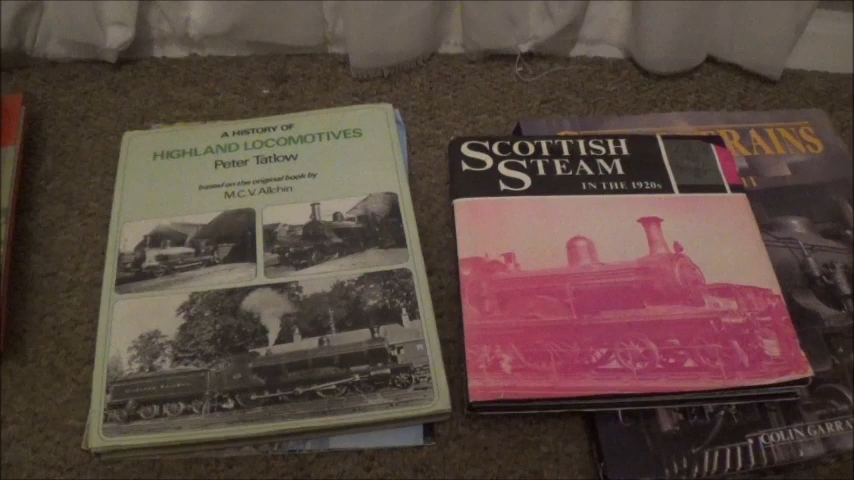 A HISTORY OF
HIGHLAND LOCOMOTIVES
Peter Tatlow
based on the original book by
M.C.V. Allchin
SCOTTISH
STEAM
IN THE 1920s
TRAINS
COLIN GARRA